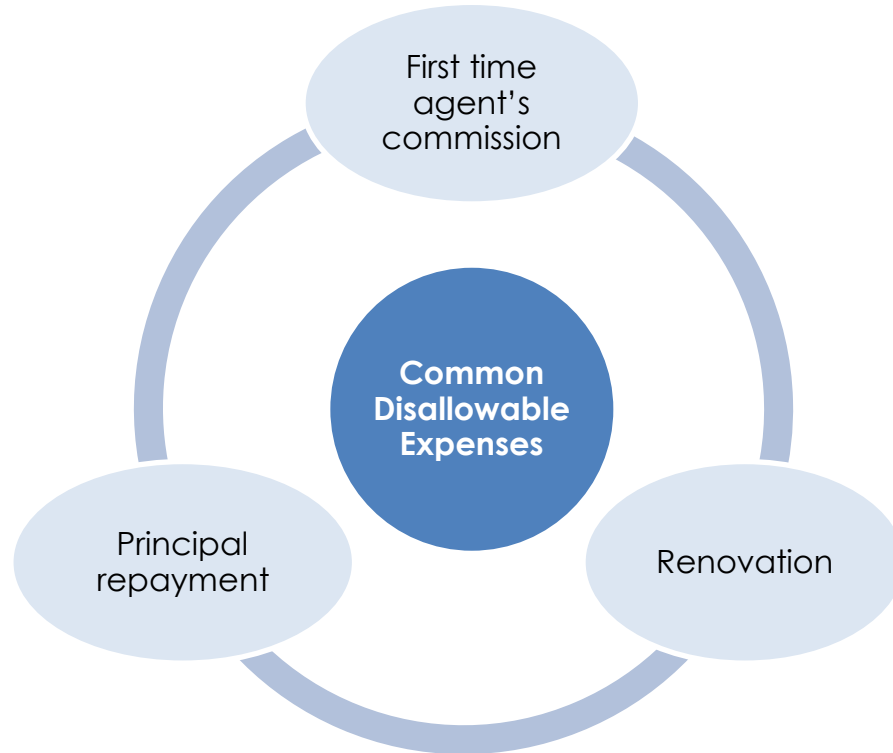 First time
agent’s
commission
Common
Disallowable
Expenses
Principal
repayment
Renovation